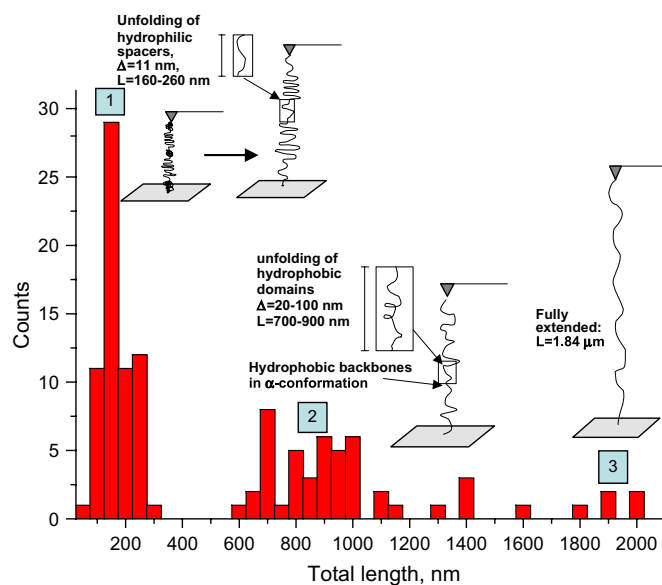 Unfolding of
hydrophilic
spacers,
Δ=11 nm,
L=160-260 nm
1
unfolding of
hydrophobic
domains
Δ=20-100 nm
L=700-900 nm
Hydrophobic backbones
in α-conformation
Fully
extended:
L=1.84 µm
2
3
Counts
30
25
20
15
10
5
0
200 400 600 800 1000 1200 1400 1600 1800 2000
Total length, nm